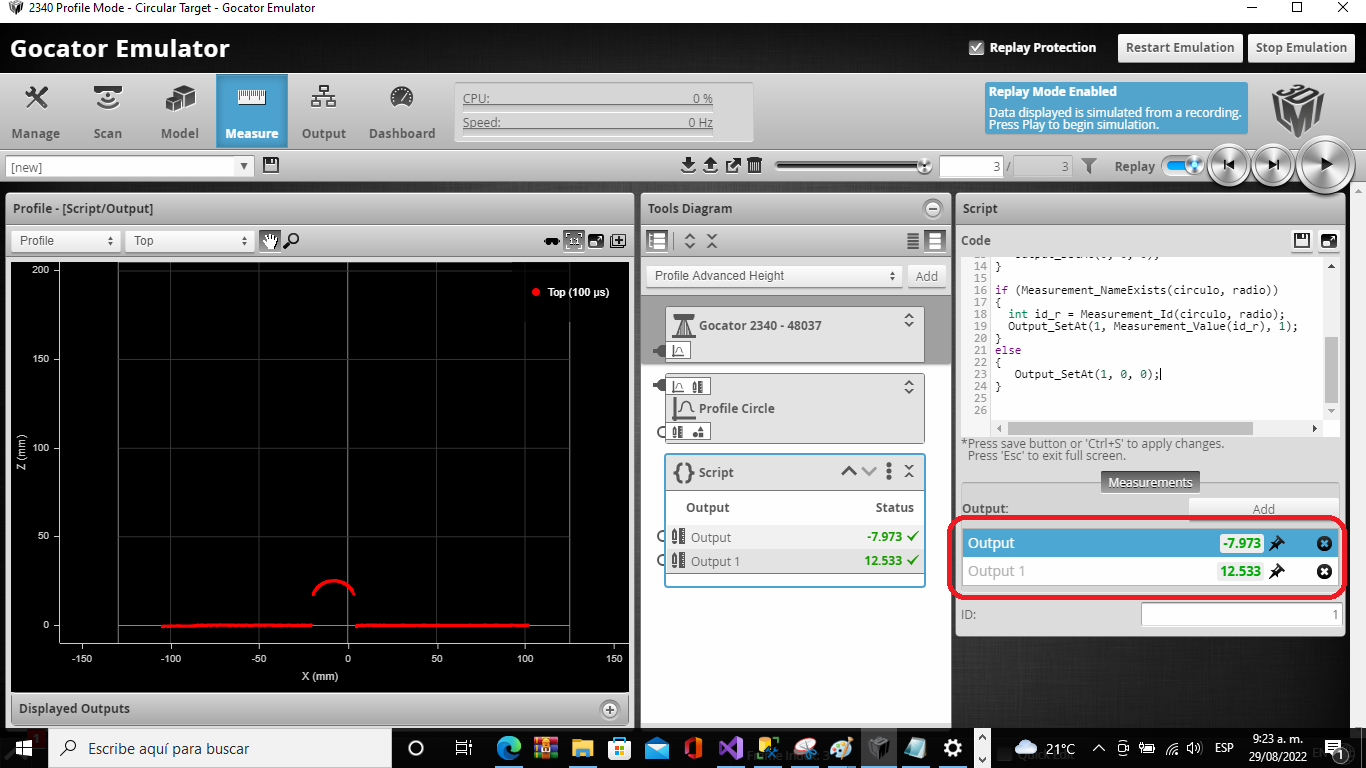 2340 Profile Mode - Circular Target - Gocator Emulator
Gocator Emulator
Replay Protection
Restart Emulation
Stop Emulation
Manage
Scan
Model
Measure
Output
Dashboard
CPU: 0 %
Speed: 0 Hz
Replay Mode Enabled
Data displayed is simulated from a recording.
Press Play to begin simulation.
[new]
3 / 3
Replay
Profile - [Script/Output]
Profile
Top
200
150
100
50
0
Z (mm)
Top (100 µs)
-150 -100 -50 0 50 100 150
X (mm)
Displayed Outputs
Tools Diagram
Profile Advanced Height
Add
Gocator 2340 - 48037
Profile Circle
{} Script
Output Status
Output -7.973
Output 1 12.533
Script
Code
14 }
15
16 if (Measurement_NameExists(circulo, radio))
17 {
18 int id_r = Measurement_Id(circulo, radio);
19 Output_SetAt(1, Measurement_Value(id_r), 1);
20 }
21 else
22 {
23 Output_SetAt(1, 0, 0);
24 }
25
26
*Press save button or 'Ctrl+S' to apply changes.
Press 'Esc' to exit full screen.
Measurements
Output:
Add
Output -7.973
Output 1 12.533
ID: 1
Escribe aquí para buscar
21°C
ESP
9:23 a. m.
29/08/2022
1